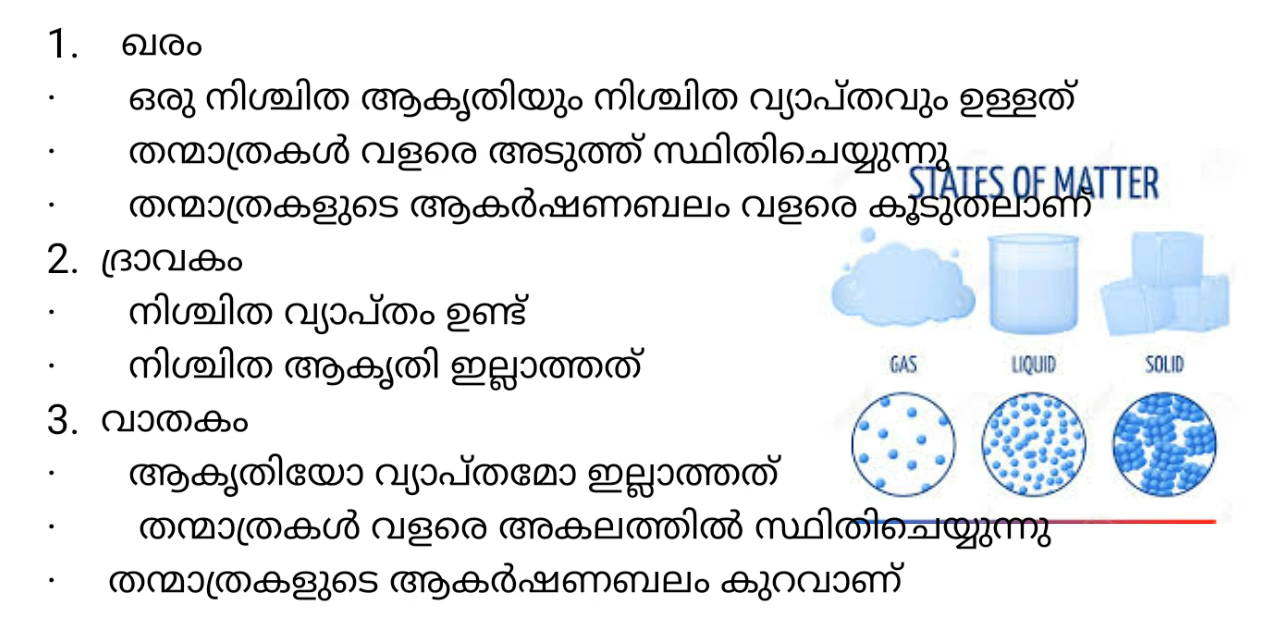 1. ഖരം
· ഒരു നിശ്ചിത ആകൃതിയും നിശ്ചിത വ്യാപ്തവും ഉള്ളത്
· തന്മാത്രകൾ വളരെ അടുത്ത് സ്ഥിതിചെയ്യുന്നു
· തന്മാത്രകളുടെ ആകർഷണബലം വളരെ കൂടുതലാണ്
2. ദ്രാവകം
· നിശ്ചിത വ്യാപ്തം ഉണ്ട്
· നിശ്ചിത ആകൃതി ഇല്ലാത്തത്
3. വാതകം
· ആകൃതിയോ വ്യാപ്തമോ ഇല്ലാത്തത്
· തന്മാത്രകൾ വളരെ അകലത്തിൽ സ്ഥിതിചെയ്യുന്നു
· തന്മാത്രകളുടെ ആകർഷണബലം കുറവാണ്
STATES OF MATTER
GAS LIQUID SOLID